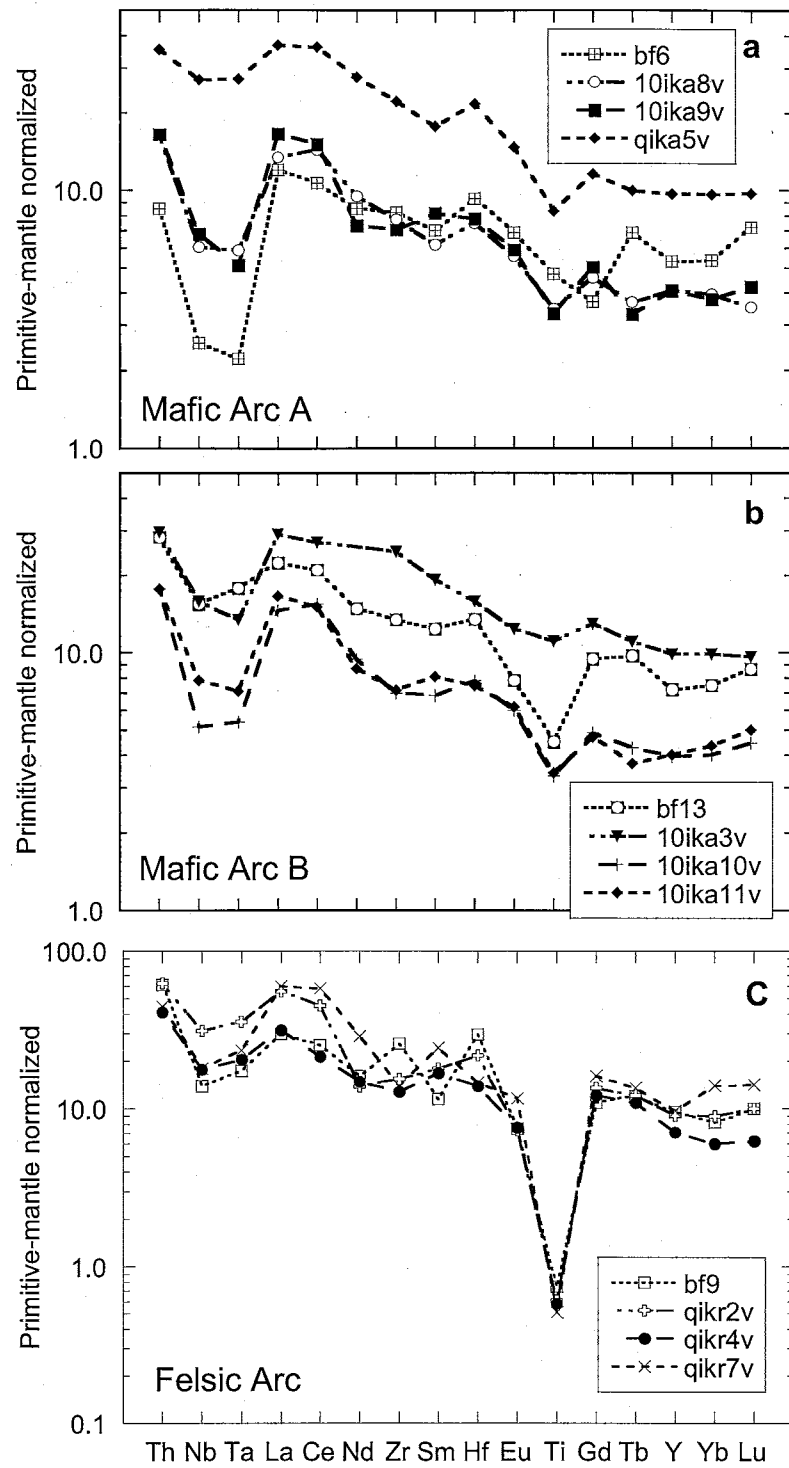 a
bf6
10ika8v
10ika9v
qika5v
10.0
1.0
Primitive-mantle normalized
Mafic Arc A
b
10.0
1.0
Primitive-mantle normalized
Mafic Arc B
bf13
10ika3v
10ika10v
10ika11v
100.0
C
10.0
1.0
0.1
Primitive-mantle normalized
Felsic Arc
bf9
qikr2v
qikr4v
qikr7v
Th Nb Ta La Ce Nd Zr Sm Hf Eu Ti Gd Tb Y Yb Lu